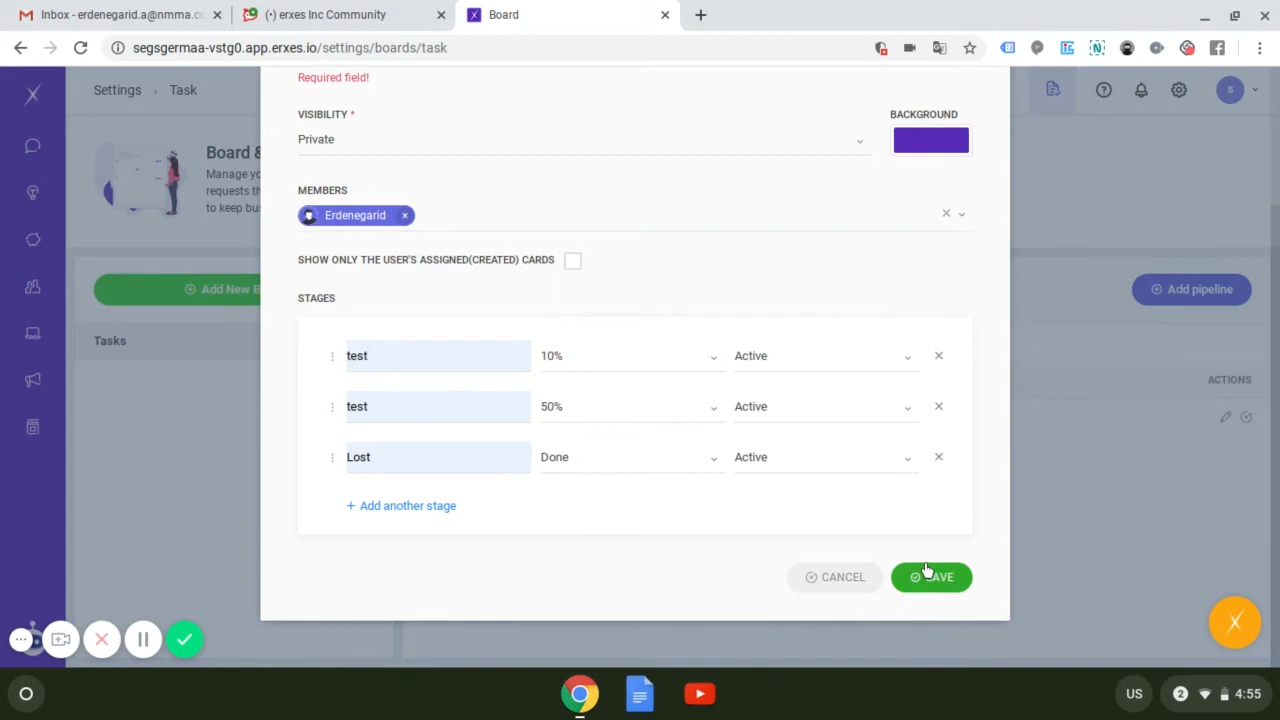 Inbox - erdenegarid.a@nmma.co
(•) erxes Inc Community
Board
segsgermaa-vstg0.app.erxes.io/settings/boards/task
Settings > Task
S
Board &
Manage yo
requests th
to keep bus
Add New B
Tasks
Add pipeline
ACTIONS
Required field!
VISIBILITY *
Private
BACKGROUND
MEMBERS
Erdenegarid ×
SHOW ONLY THE USER'S ASSIGNED(CREATED) CARDS
STAGES
test 10% Active
test 50% Active
Lost Done Active
+ Add another stage
CANCEL
SAVE
US
2
4:55